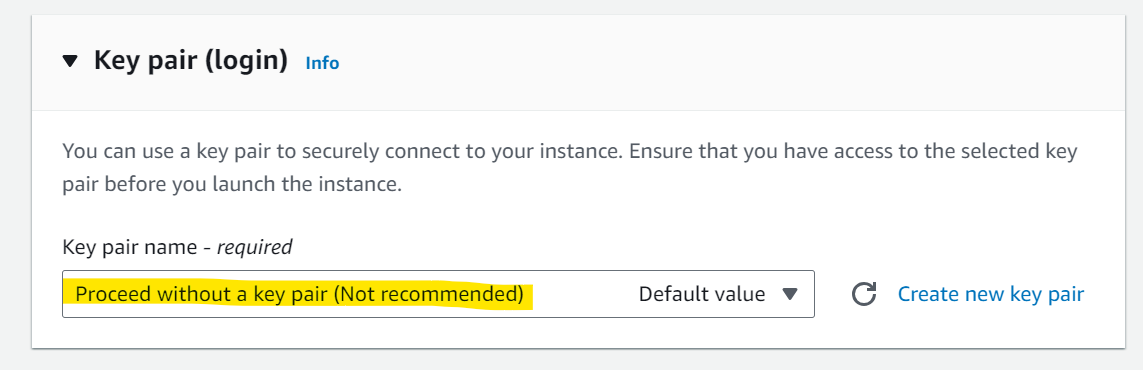 Key pair (login) Info
You can use a key pair to securely connect to your instance. Ensure that you have access to the selected key
pair before you launch the instance.
Key pair name - required
Proceed without a key pair (Not recommended) Default value Create new key pair